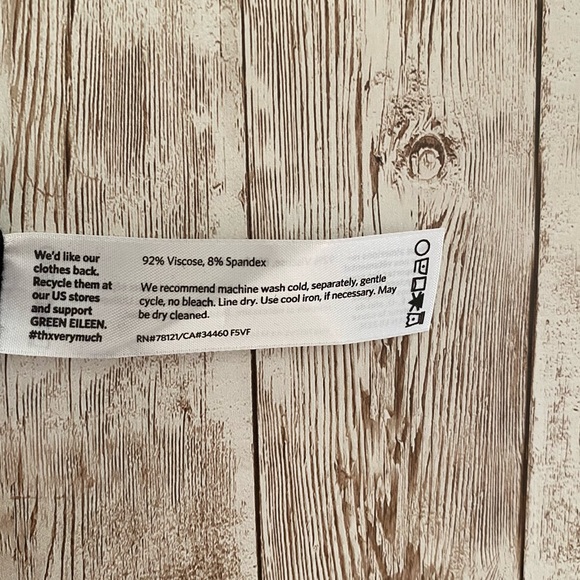 We'd like our
clothes back.
Recycle them at
our US stores
and support
GREEN EILEEN.
#thxverymuch
92% Viscose, 8% Spandex
We recommend machine wash cold, separately, gentle
cycle, no bleach. Line dry. Use cool iron, if necessary. May
be dry cleaned.
RN#78121/CA#34460 F5VF